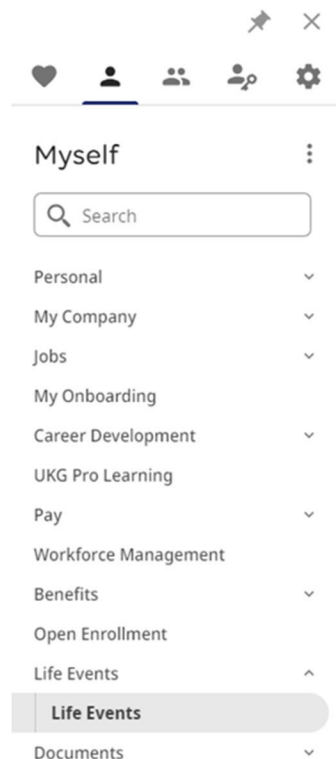 Myself
Search
Personal
My Company
Jobs
My Onboarding
Career Development
UKG Pro Learning
Pay
Workforce Management
Benefits
Open Enrollment
Life Events
Life Events
Documents